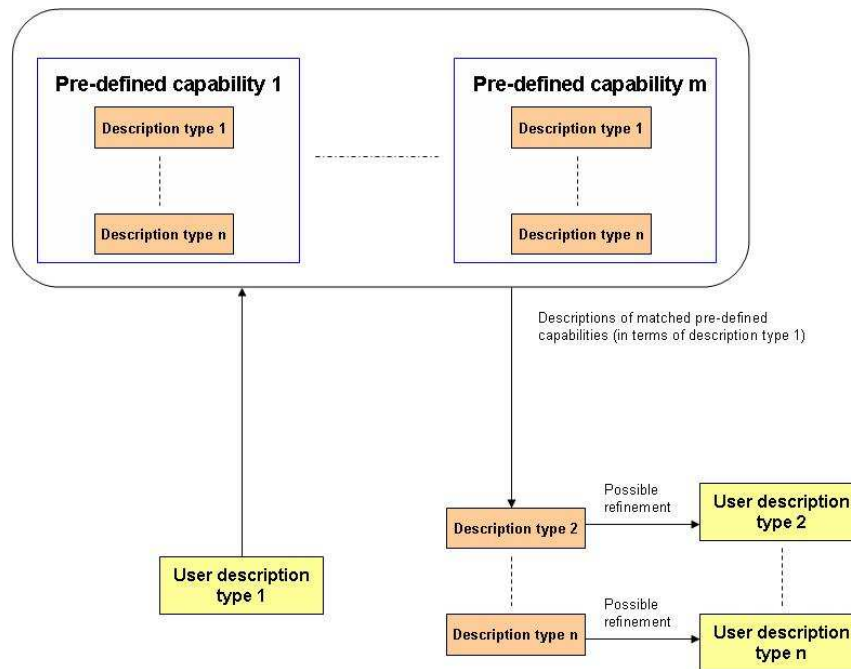 Pre-defined capability 1
Description type 1
Description type n
Pre-defined capability m
Description type 1
Description type n
Descriptions of matched pre-defined
capabilities (in terms of description type 1)
User description
type 1
Description type 2
Possible
refinement
User description
type 2
Description type n
Possible
refinement
User description
type n